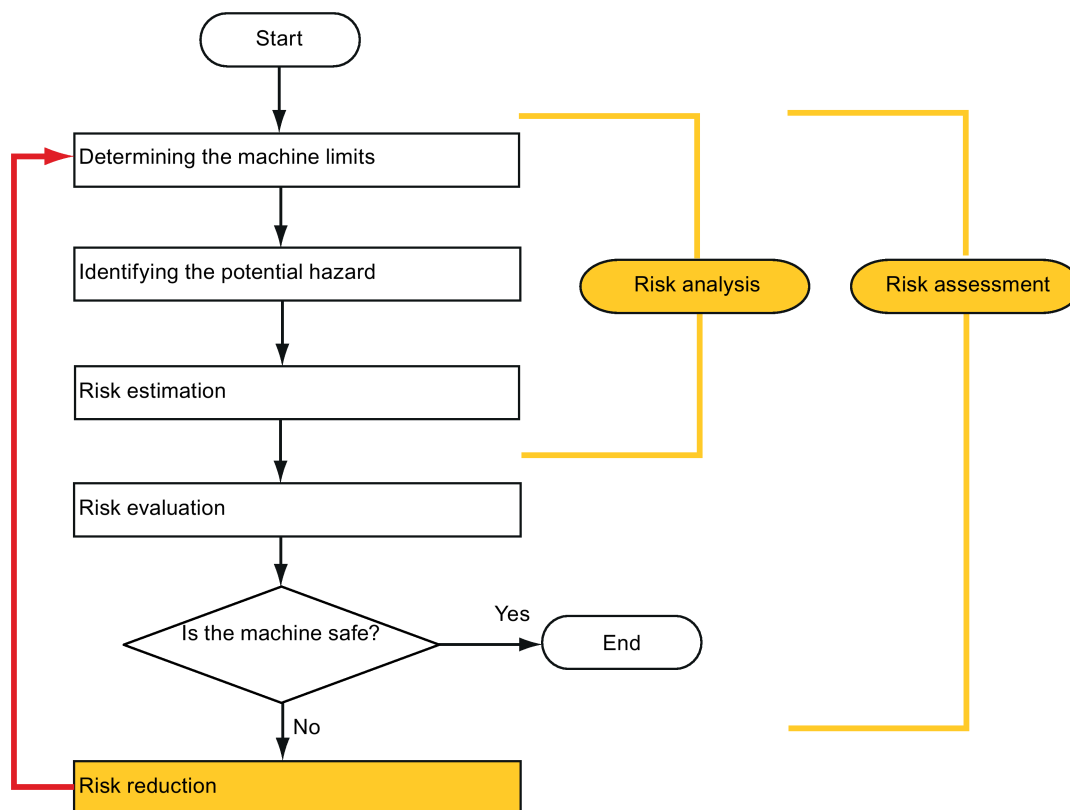 Start
Determining the machine limits
Identifying the potential hazard
Risk analysis
Risk assessment
Risk estimation
Risk evaluation
Is the machine safe?
Yes
End
No
Risk reduction